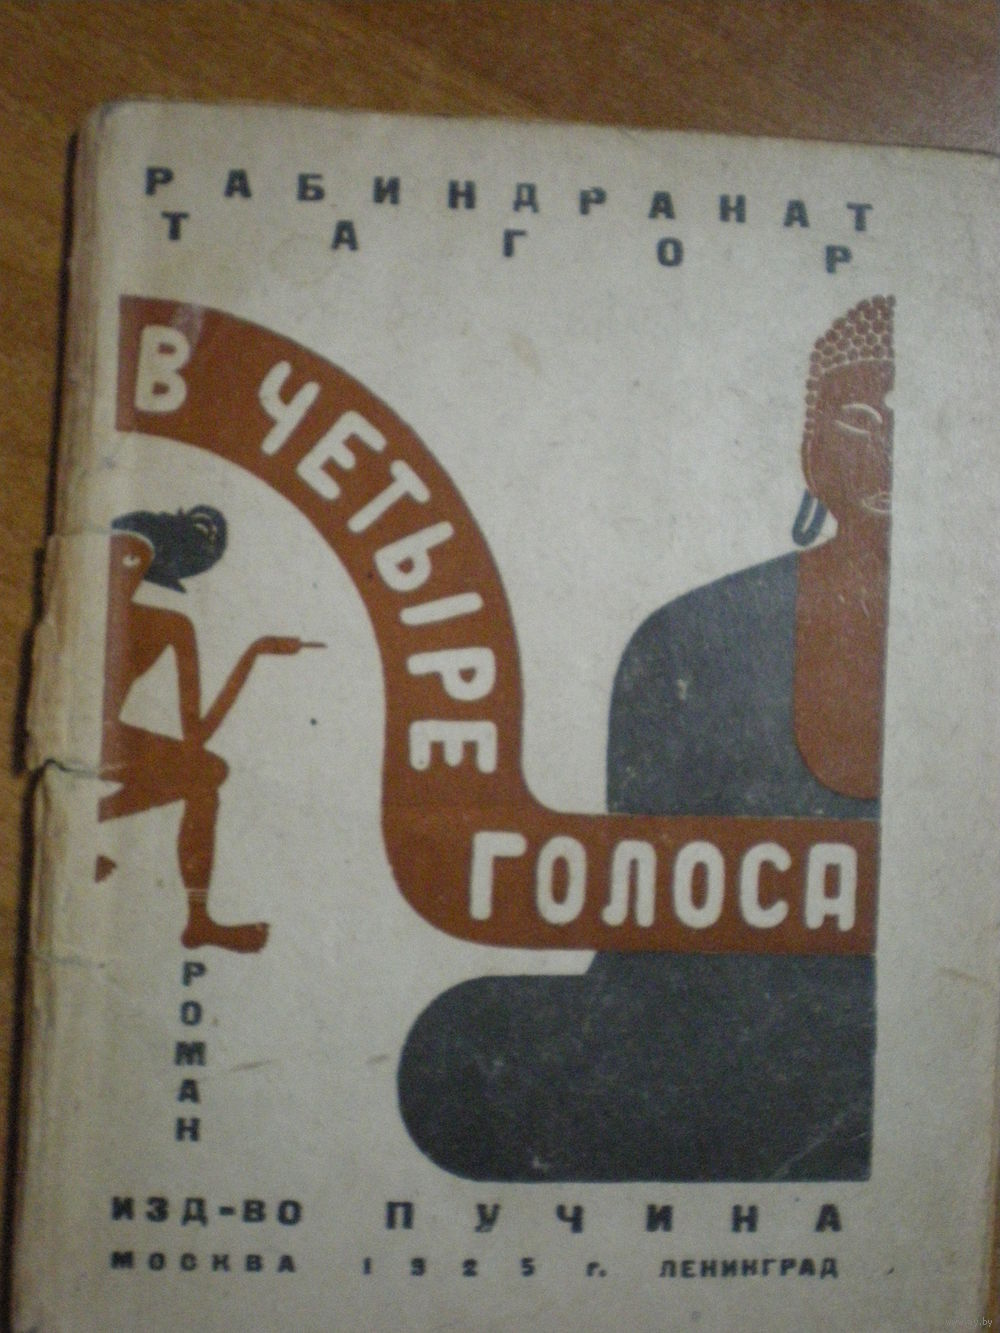 РАБИНДРАНАТ
ТАГОР
В ЧЕТЫРЕ
ГОЛОСА
РОМАН
ИЗД-ВО ПУЧИНА
МОСКВА 1925 г. ЛЕНИНГРАД